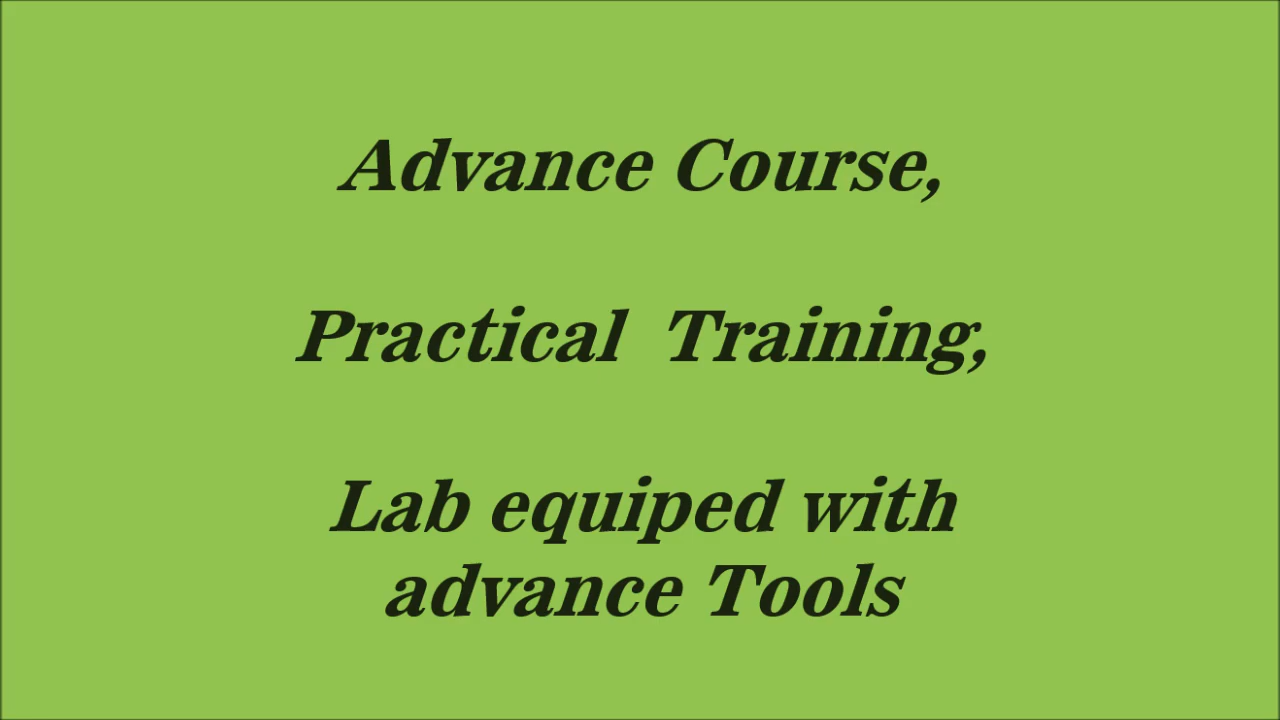 Advance Course,
Practical  Training,
Lab equiped with
advance Tools